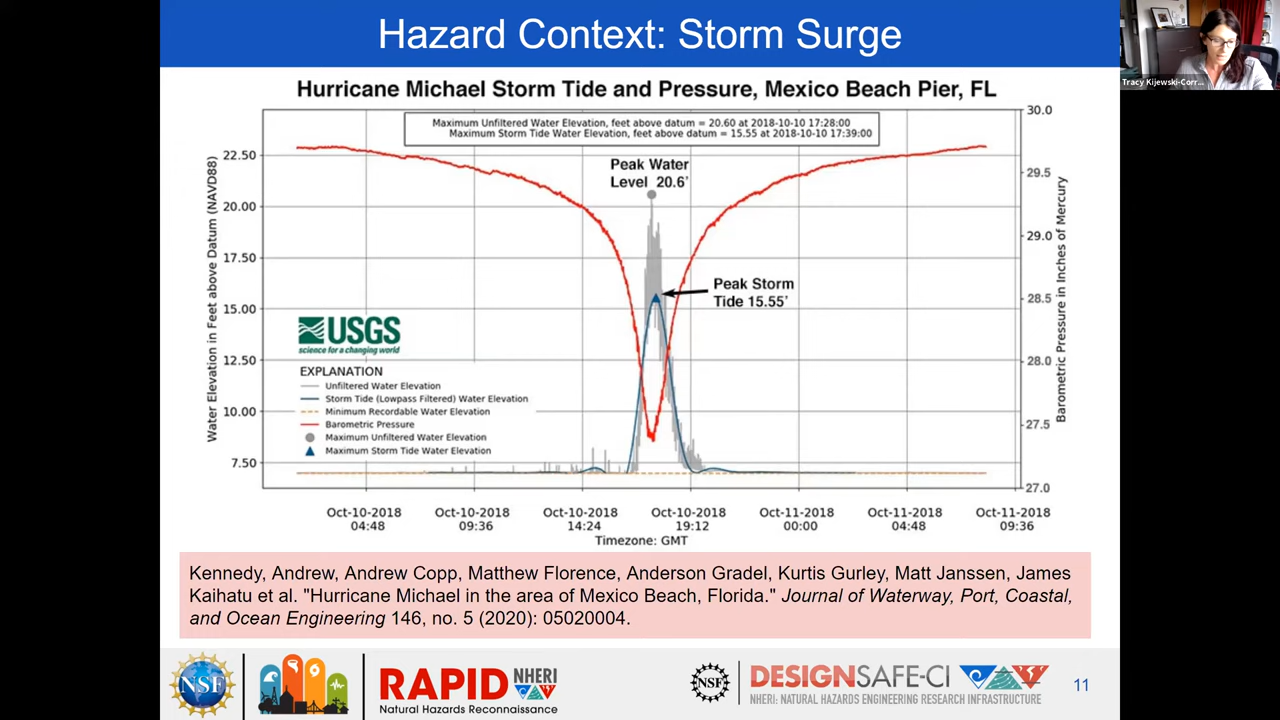 Hazard Context: Storm Surge
Tracy Kijewski-Corr...
Hurricane Michael Storm Tide and Pressure, Mexico Beach Pier, FL
Maximum Unfiltered Water Elevation, feet above datum = 20.60 at 2018-10-10 17:28:00
Maximum Storm Tide Water Elevation, feet above datum = 15.55 at 2018-10-10 17:39:00
Water Elevation in Feet above Datum (NAVD88)
22.50
20.00
17.50
15.00
12.50
10.00
7.50
Peak Water
Level 20.6'
Peak Storm
Tide 15.55'
USGS
science for a changing world
EXPLANATION
Unfiltered Water Elevation
Storm Tide (Lowpass Filtered) Water Elevation
Minimum Recordable Water Elevation
Barometric Pressure
Maximum Unfiltered Water Elevation
Maximum Storm Tide Water Elevation
30.0
29.5
29.0
28.5
28.0
27.5
27.0
Barometric Pressure in Inches of Mercury
Oct-10-2018 Oct-10-2018 Oct-10-2018 Oct-10-2018 Oct-11-2018 Oct-11-2018 Oct-11-2018
04:48 09:36 14:24 19:12 00:00 04:48 09:36
Timezone: GMT
Kennedy, Andrew, Andrew Copp, Matthew Florence, Anderson Gradel, Kurtis Gurley, Matt Janssen, James
Kaihatu et al. "Hurricane Michael in the area of Mexico Beach, Florida." Journal of Waterway, Port, Coastal,
and Ocean Engineering 146, no. 5 (2020): 05020004.
NSF
RAPID NHERI
Natural Hazards Reconnaissance
NSF
DESIGNSAFE-CI
NHERI: NATURAL HAZARDS ENGINEERING RESEARCH INFRASTRUCTURE
11